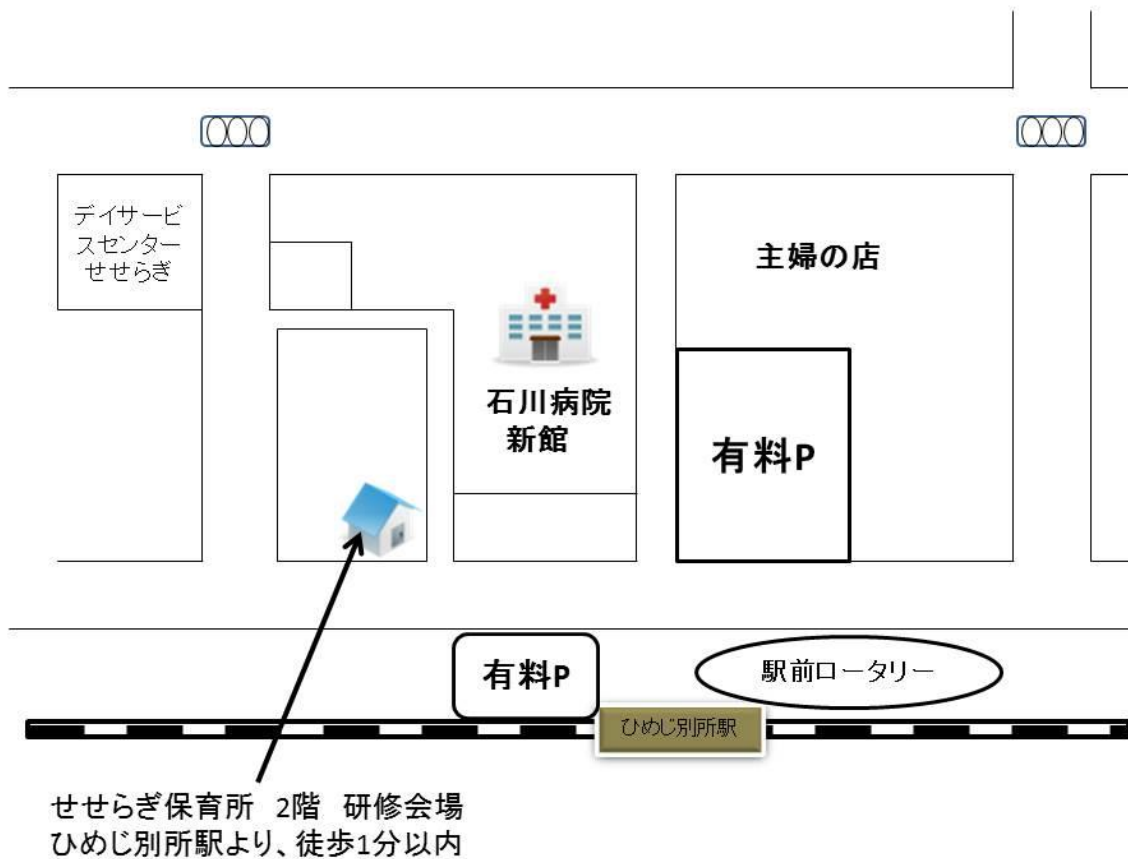 デイサービ
スセンター
せせらぎ
主婦の店
石川病院
新館
有料P
有料P
駅前ロータリー
ひめじ別所駅
せせらぎ保育所　2階　研修会場
ひめじ別所駅より、徒歩1分以内